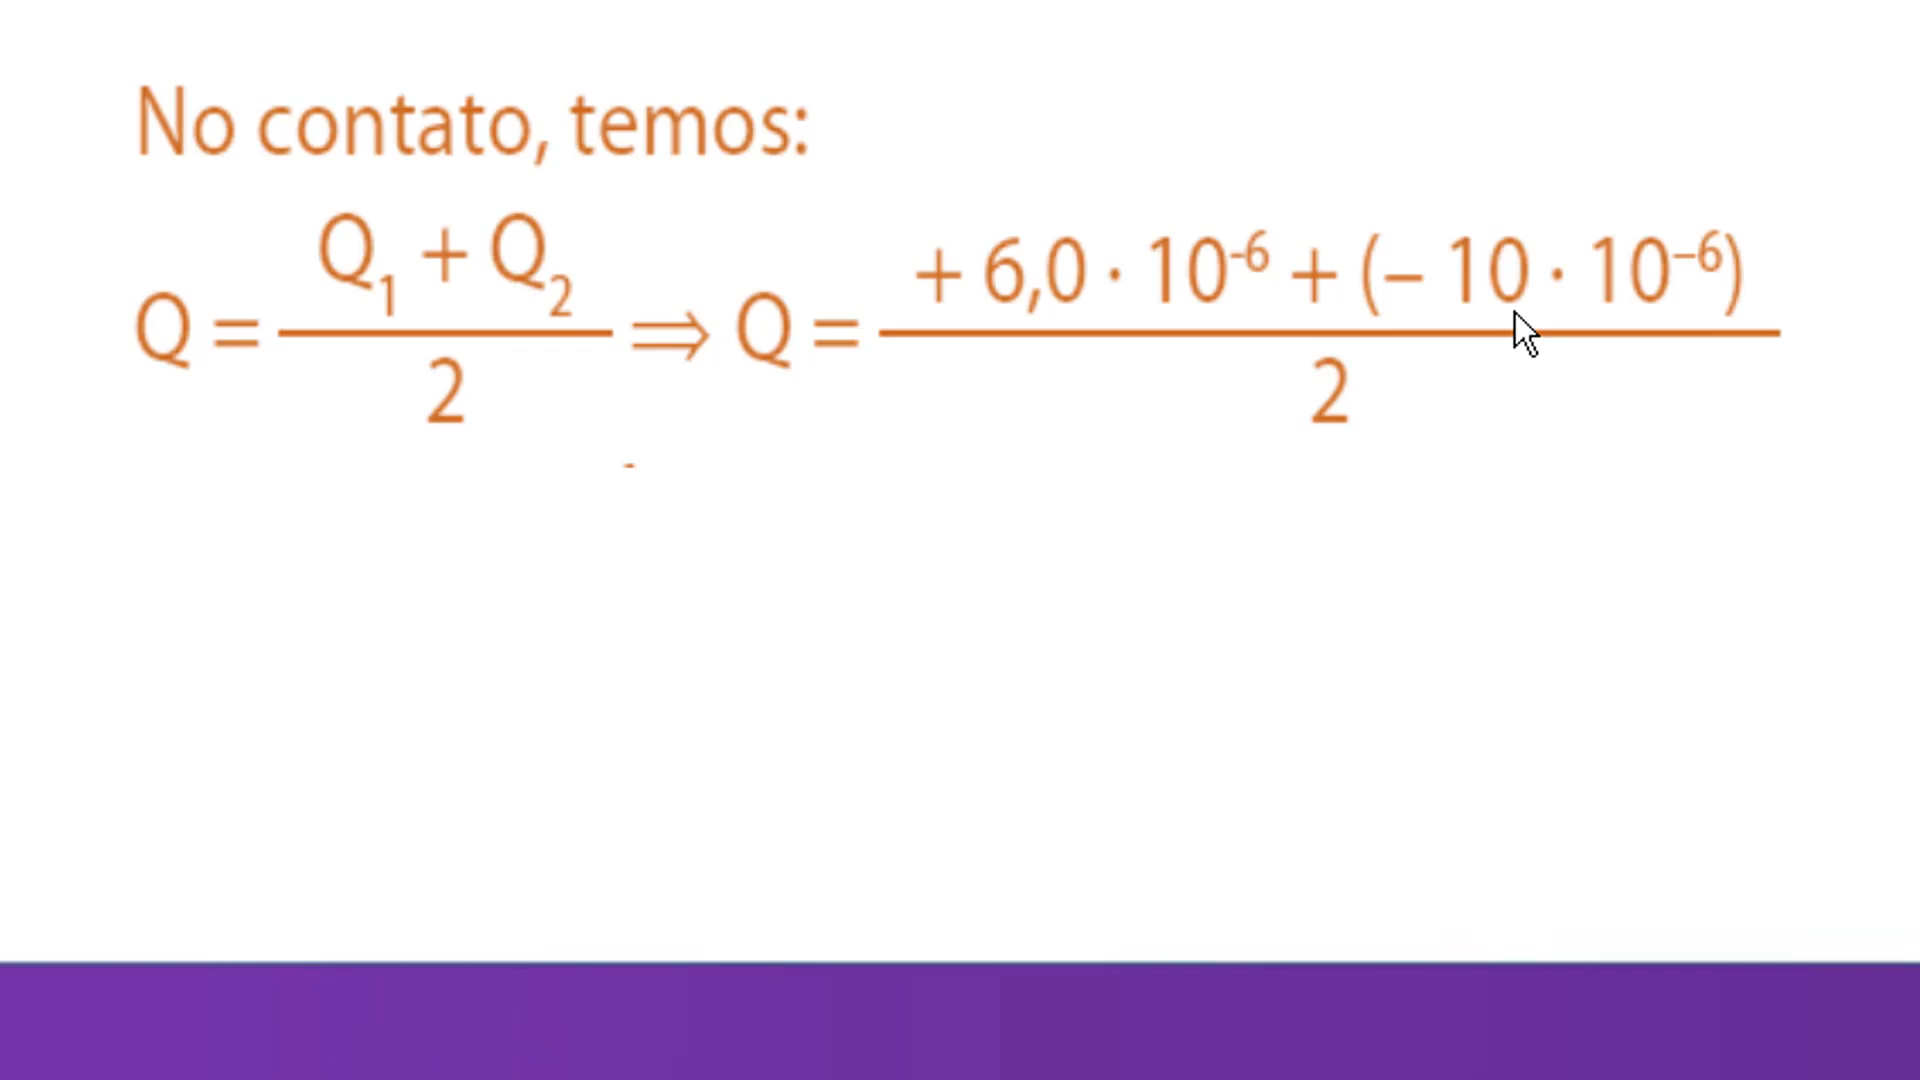 No contato, temos:
Q = Q₁ + Q₂ / 2 ⇒ Q = + 6,0 · 10⁻⁶ + (– 10 · 10⁻⁶) / 2